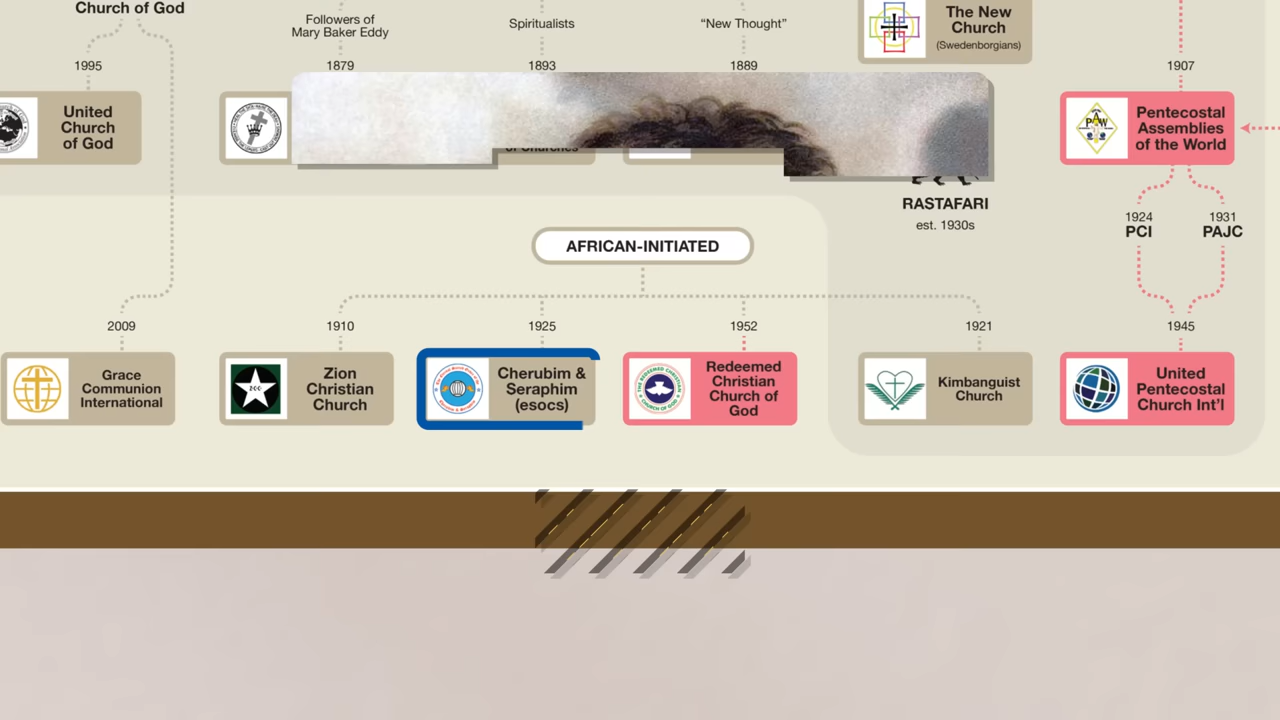 Church of God
Followers of
Mary Baker Eddy
Spiritualists
“New Thought”
The New
Church
(Swedenborgians)
1995
1879
1893
1889
1907
United
Church
of God
of Churches
Pentecostal
Assemblies
of the World
PAW
RASTAFARI
est. 1930s
1924
PCI
1931
PAJC
AFRICAN-INITIATED
2009
1910
1925
1952
1921
1945
Grace
Communion
International
Zion
Christian
Church
Z·C·C
Cherubim &
Seraphim
(esocs)
Redeemed
Christian
Church of
God
Kimbanguist
Church
United
Pentecostal
Church Int’l